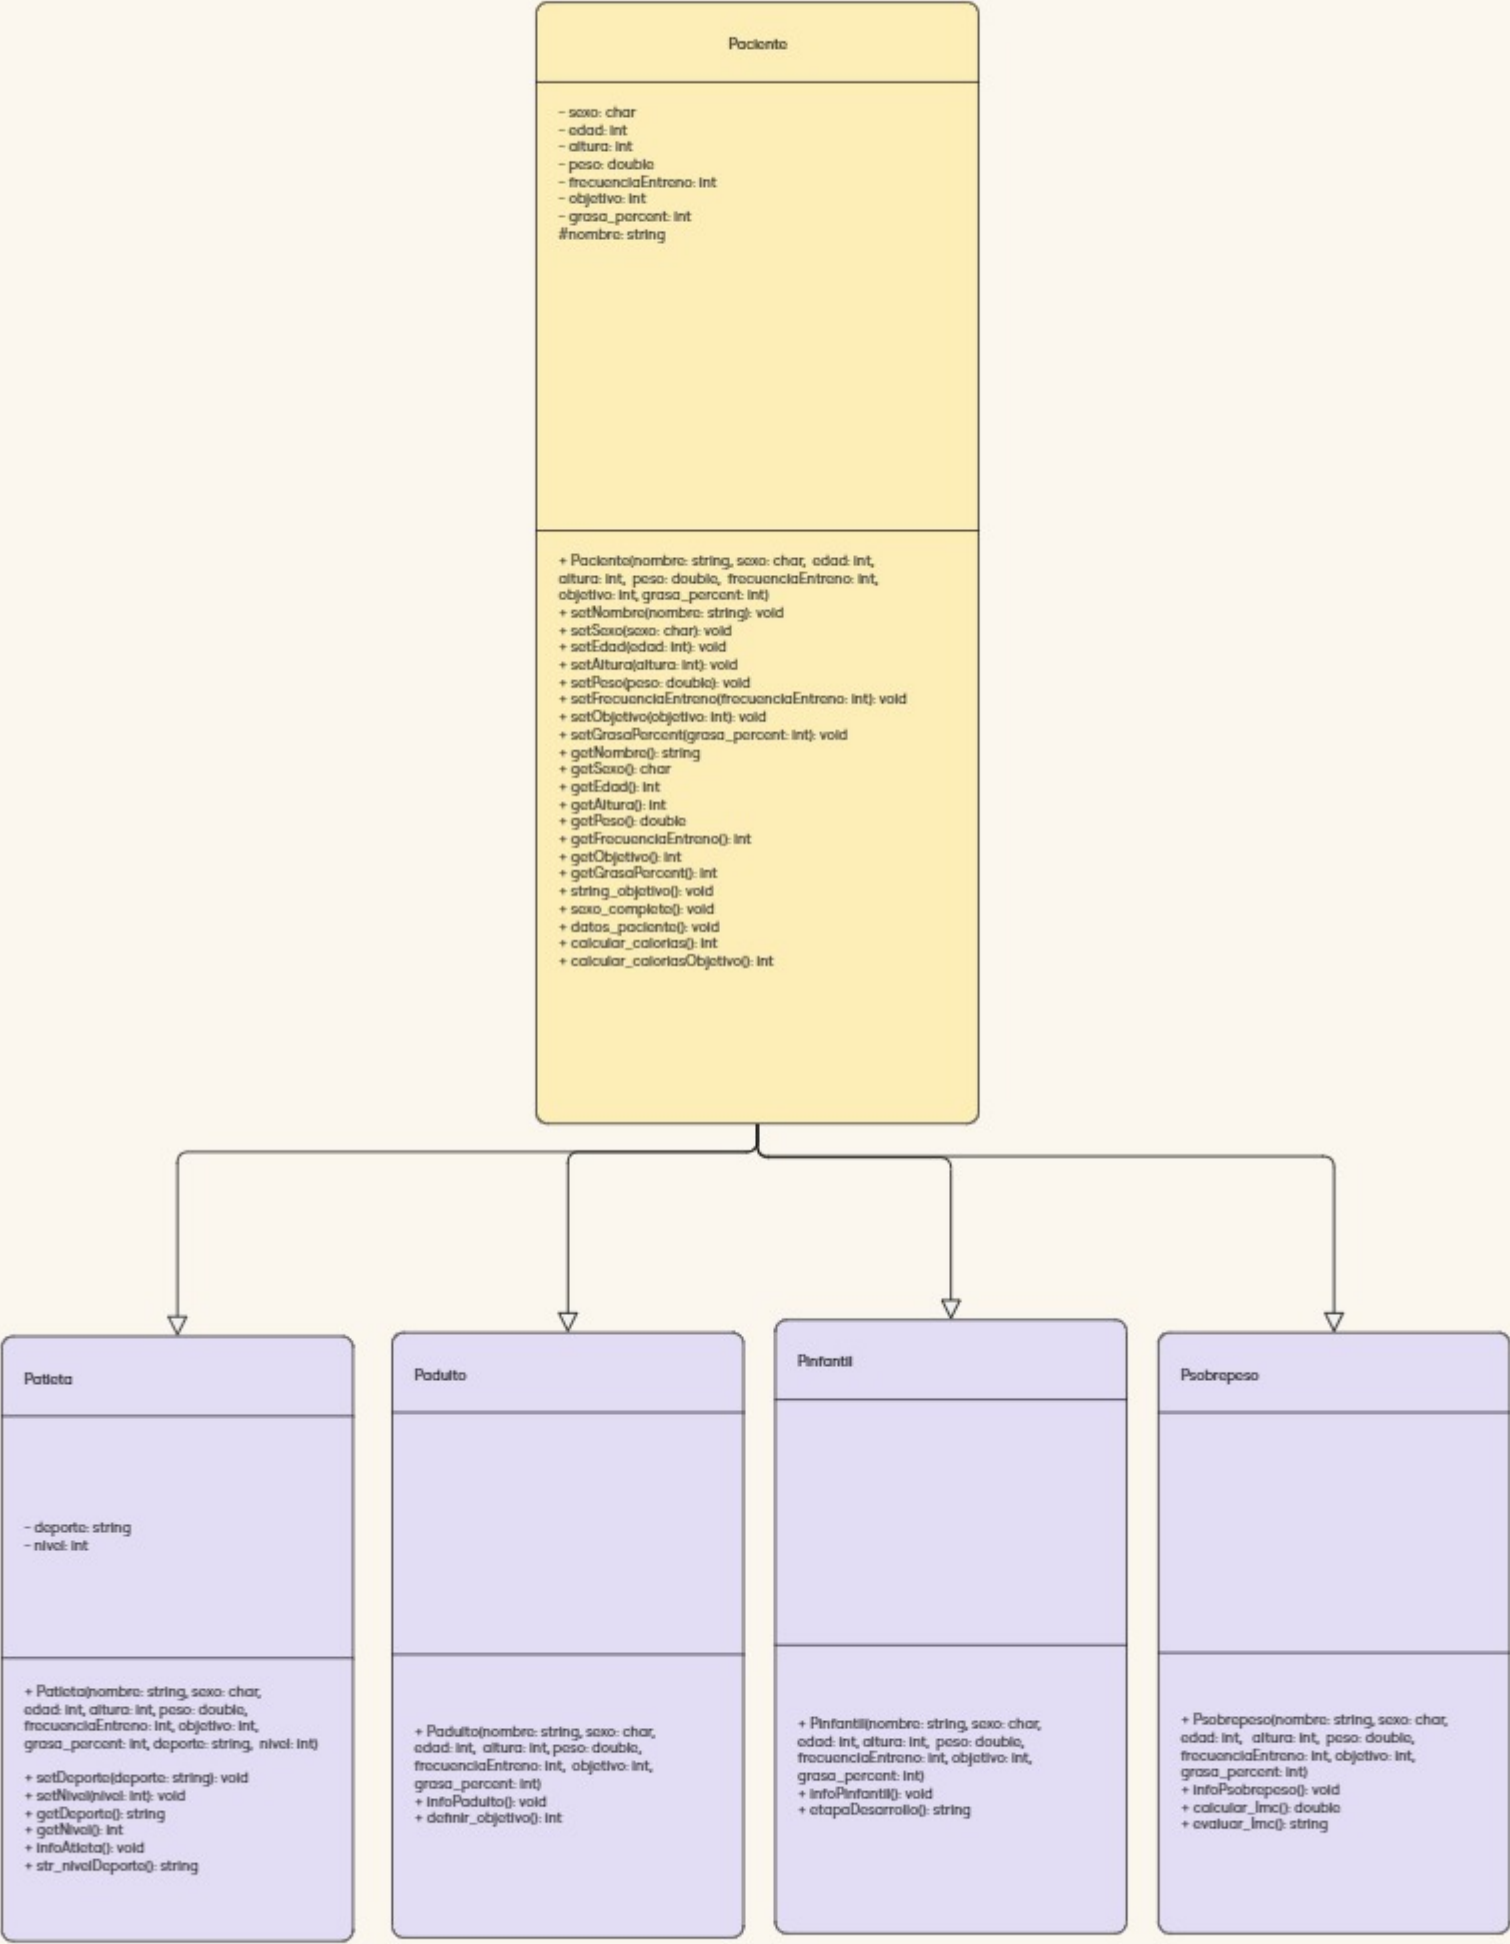 Paciente
- sexo: char
- edad: int
- altura: int
- peso: double
- frecuenciaEntreno: int
- objetivo: int
- grasa_percent: int
#nombre: string
+ Paciente(nombre: string, sexo: char, edad: int,
altura: int, peso: double, frecuenciaEntreno: int,
objetivo: int, grasa_percent: int)
+ setNombre(nombre: string): void
+ setSexo(sexo: char): void
+ setEdad(edad: int): void
+ setAltura(altura: int): void
+ setPeso(peso: double): void
+ setFrecuenciaEntreno(frecuenciaEntreno: int): void
+ setObjetivo(objetivo: int): void
+ setGrasaPercent(grasa_percent: int): void
+ getNombre(): string
+ getSexo(): char
+ getEdad(): int
+ getAltura(): int
+ getPeso(): double
+ getFrecuenciaEntreno(): int
+ getObjetivo(): int
+ getGrasaPercent(): int
+ string_objetivo(): void
+ sexo_complete(): void
+ datos_paciente(): void
+ calcular_calorias(): int
+ calcular_caloriasObjetivo(): int
Patleta
- deporte: string
- nivel: int
+ Patleta(nombre: string, sexo: char,
edad: int, altura: int, peso: double,
frecuenciaEntreno: int, objetivo: int,
grasa_percent: int, deporte: string, nivel: int)
+ setDeporte(deporte: string): void
+ setNivel(nivel: int): void
+ getDeporte(): string
+ getNivel(): int
+ infoAtleta(): void
+ str_nivelDeporte(): string
Padulto
+ Padulto(nombre: string, sexo: char,
edad: int, altura: int, peso: double,
frecuenciaEntreno: int, objetivo: int,
grasa_percent: int)
+ infoPadulto(): void
+ definir_objetivo(): int
Pinfantil
+ Pinfantil(nombre: string, sexo: char,
edad: int, altura: int, peso: double,
frecuenciaEntreno: int, objetivo: int,
grasa_percent: int)
+ infoPinfantil(): void
+ etapaDesarrollo(): string
Psobrepeso
+ Psobrepeso(nombre: string, sexo: char,
edad: int, altura: int, peso: double,
frecuenciaEntreno: int, objetivo: int,
grasa_percent: int)
+ infoPsobrepeso(): void
+ calcular_imc(): double
+ evaluar_imc(): string